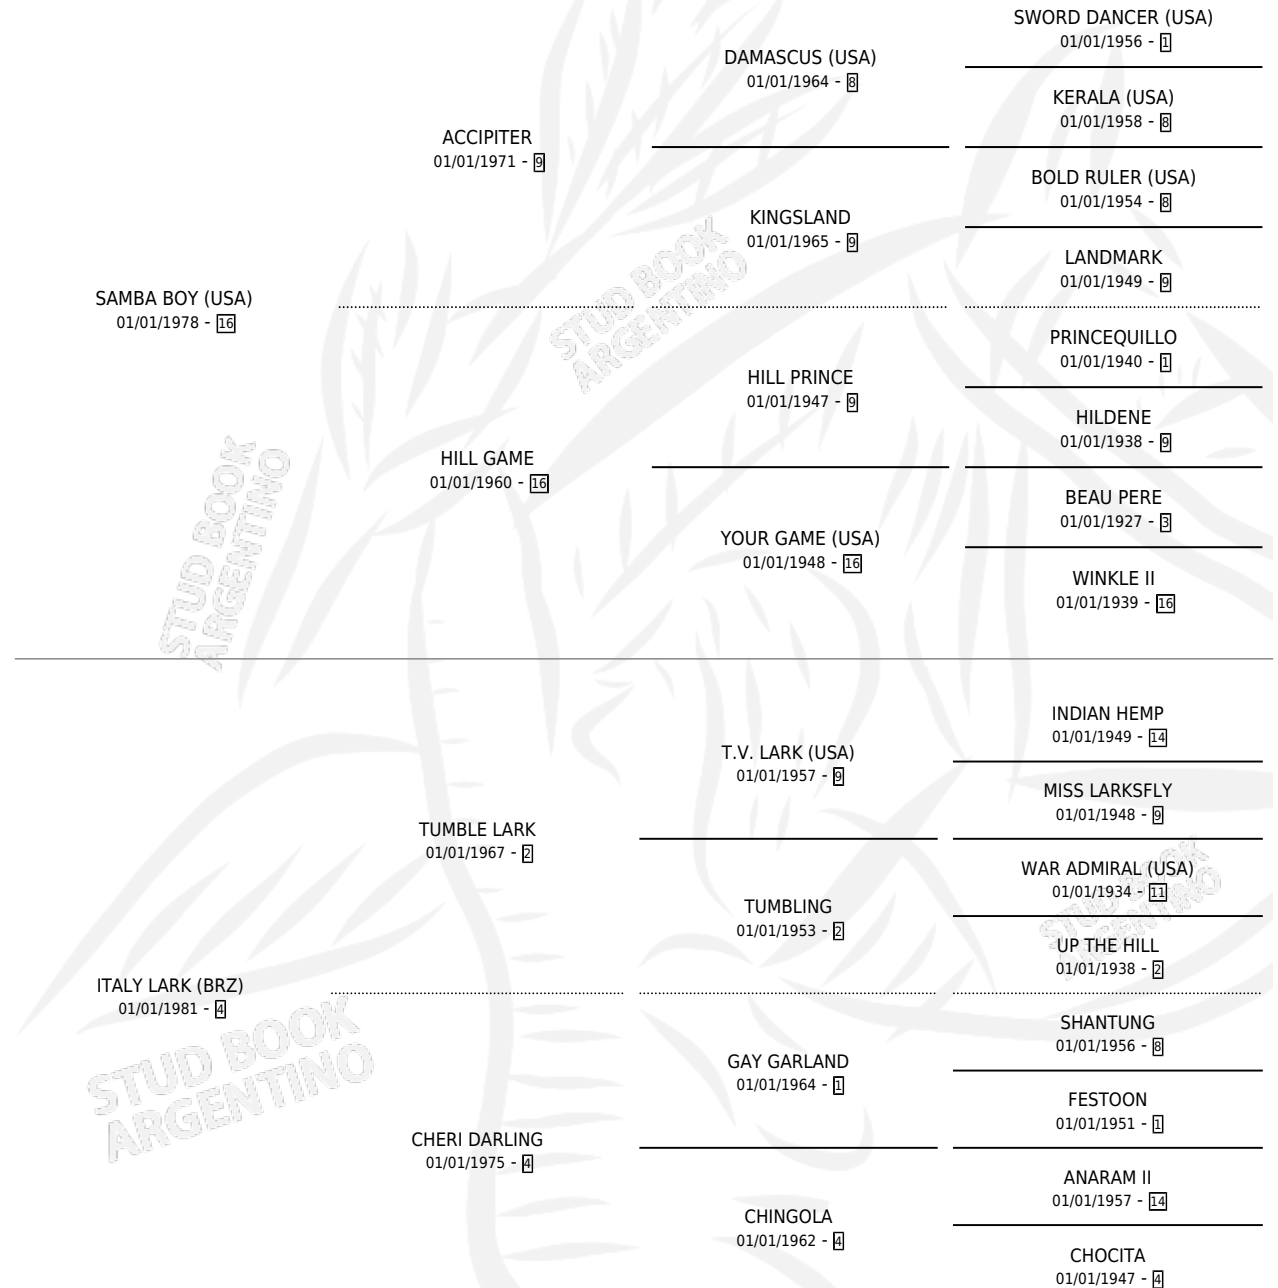 SWORD DANCER (USA)
01/01/1956 - 1
DAMASCUS (USA)
01/01/1964 - 8
KERALA (USA)
01/01/1958 - 8
ACCIPITER
01/01/1971 - 9
BOLD RULER (USA)
01/01/1954 - 8
KINGSLAND
01/01/1965 - 9
LANDMARK
01/01/1949 - 9
SAMBA BOY (USA)
01/01/1978 - 16
PRINCEQUILLO
01/01/1940 - 1
HILL PRINCE
01/01/1947 - 9
HILDENE
01/01/1938 - 9
HILL GAME
01/01/1960 - 16
BEAU PERE
01/01/1927 - 3
YOUR GAME (USA)
01/01/1948 - 16
WINKLE II
01/01/1939 - 16
INDIAN HEMP
01/01/1949 - 14
T.V. LARK (USA)
01/01/1957 - 9
MISS LARKSFLY
01/01/1948 - 9
TUMBLE LARK
01/01/1967 - 2
WAR ADMIRAL (USA)
01/01/1934 - 11
TUMBLING
01/01/1953 - 2
UP THE HILL
01/01/1938 - 2
ITALY LARK (BRZ)
01/01/1981 - 4
SHANTUNG
01/01/1956 - 8
GAY GARLAND
01/01/1964 - 1
FESTOON
01/01/1951 - 1
CHERI DARLING
01/01/1975 - 4
ANARAM II
01/01/1957 - 14
CHINGOLA
01/01/1962 - 4
CHOCITA
01/01/1947 - 4
STUD BOOK
ARGENTINO
STUD BOOK
ARGENTINO
STUD BOOK
ARGENTINO
STUD BOOK
ARGENTINO